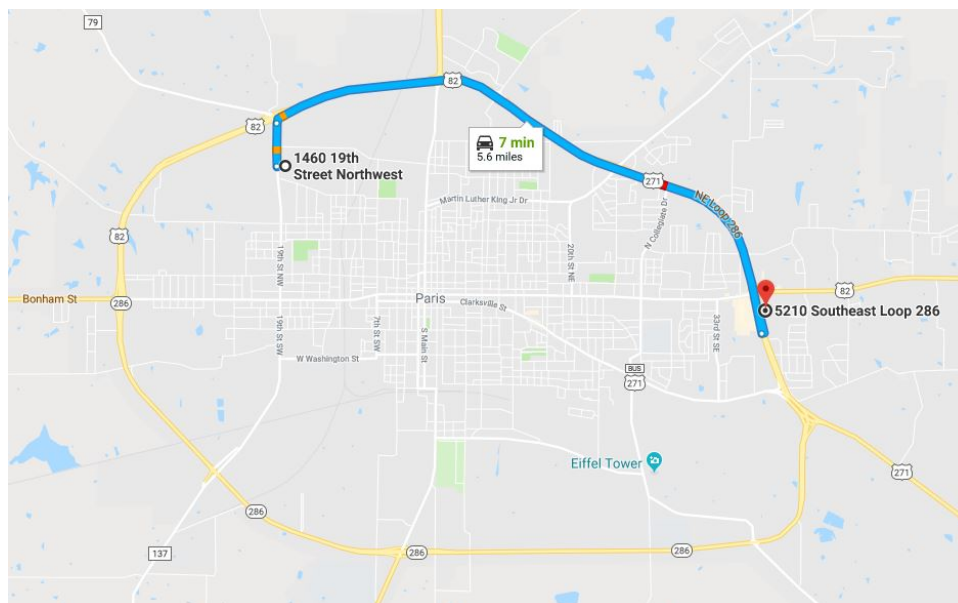 79
82
82
7 min
5.6 miles
1460 19th
Street Northwest
271
Martin Luther King Jr Dr
NE Loop 286
N Collegiate Dr
82
19th St NW
20th St NE
82
Bonham St
286
Paris
Clarksville St
5210 Southeast Loop 286
7th St SW
33rd St SE
19th St SW
S Main St
W Washington St
BUS
271
Eiffel Tower
271
286
137
286
286